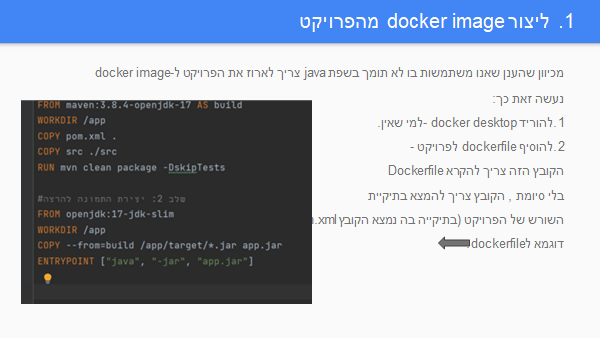 1. ליצור docker image מהפרויקט
מכיוון שהענן שאנו משתמשות בו לא תומך בשפת java צריך לארוז את הפרויקט ל-docker image
נעשה זאת כך:
1.להוריד docker desktop -למי שאין.
2.להוסיף dockerfile לפרויקט -
הקובץ הזה צריך להקרא Dockerfile
בלי סיומת , הקובץ צריך להמצא בתיקיית
השורש של הפרויקט (בתיקייה בה נמצא הקובץ .xml
דוגמא לdockerfile:
FROM maven:3.8.4-openjdk-17 AS build
WORKDIR /app
COPY pom.xml .
COPY src ./src
RUN mvn clean package -DskipTests
#שלב 2: יצירת התמונה להרצה
FROM openjdk:17-jdk-slim
WORKDIR /app
COPY --from=build /app/target/*.jar app.jar
ENTRYPOINT ["java", "-jar", "app.jar"]